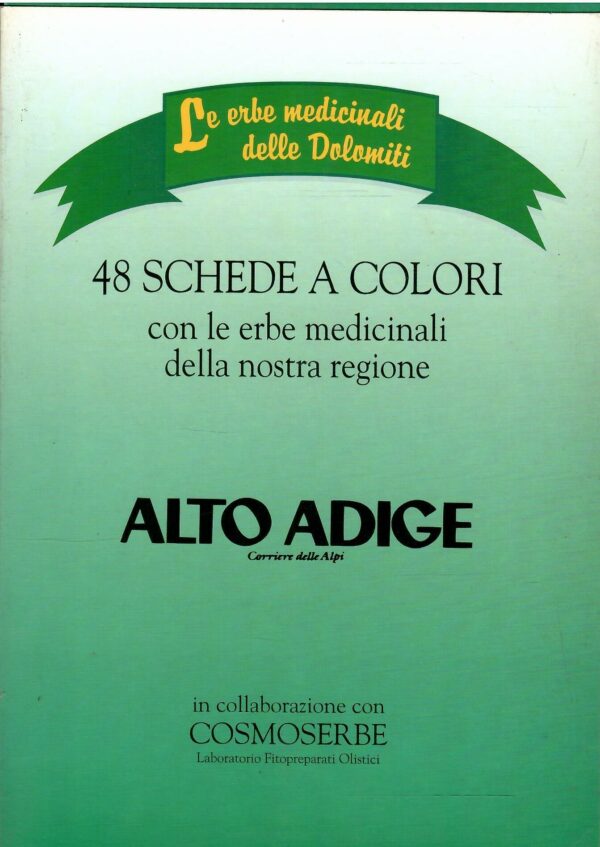 Le erbe medicinali
delle Dolomiti
48 SCHEDE A COLORI
con le erbe medicinali
della nostra regione
ALTO ADIGE
Corriere delle Alpi
in collaborazione con
COSMOSERBE
Laboratorio Fitopreparati Olistici